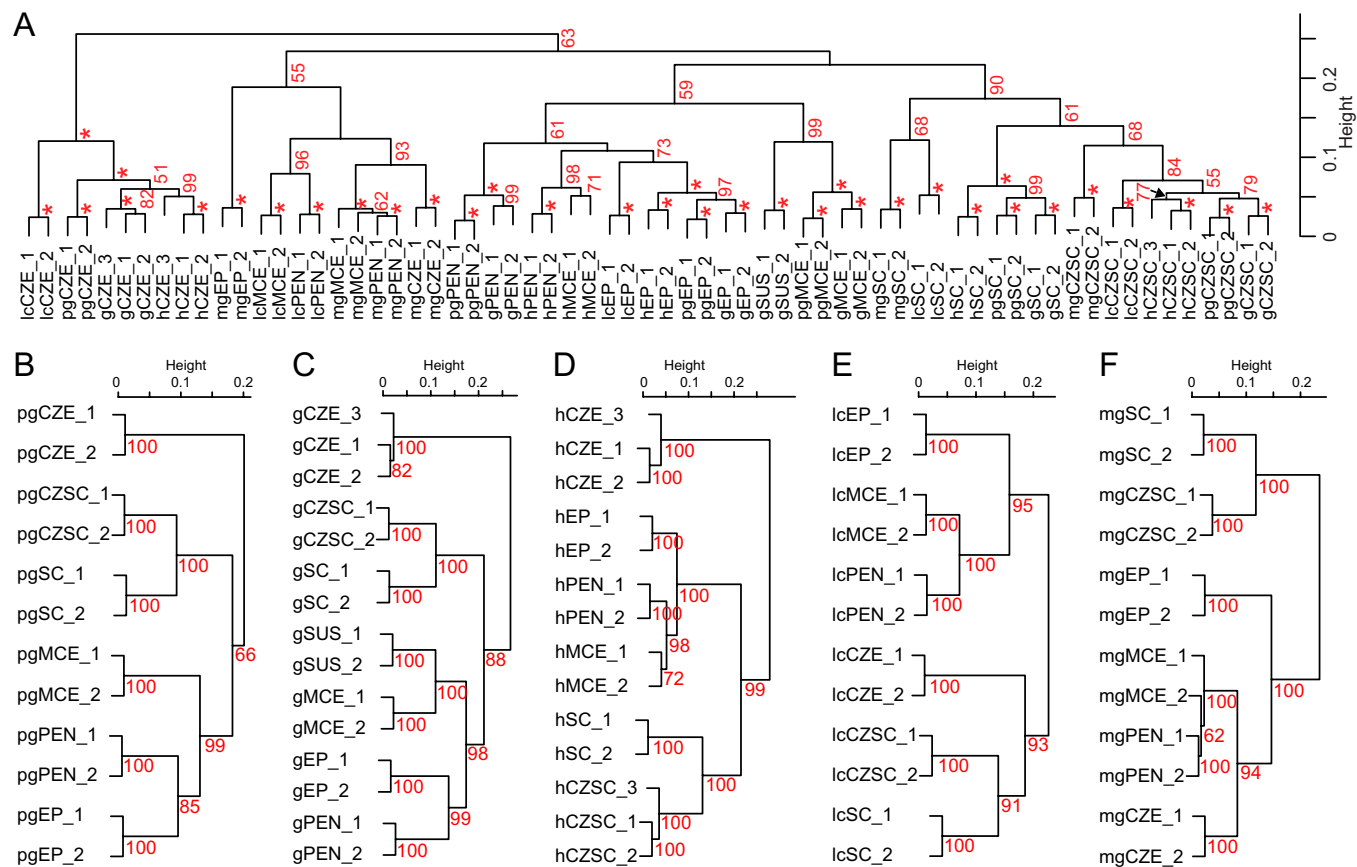 A
63
55
90
59
61
0.2
Height
0.1
0
*
51
99
82
96
93
62
61
73
98
71
99
97
99
68
68
84
77
55
79
99
lcCZE_1
lcCZE_2
pgCZE_1
pgCZE_2
gCZE_3
gCZE_1
gCZE_2
hCZE_3
hCZE_1
hCZE_2
mgEP_1
mgEP_2
lcMCE_1
lcMCE_2
lcPEN_1
lcPEN_2
mgMCE_1
mgMCE_2
mgPEN_1
mgPEN_2
mgCZE_1
mgCZE_2
pgPEN_1
pgPEN_2
gPEN_1
gPEN_2
hPEN_1
hPEN_2
hMCE_1
hMCE_2
lcEP_1
lcEP_2
hEP_1
hEP_2
pgEP_1
pgEP_2
gEP_1
gEP_2
gSUS_1
gSUS_2
pgMCE_1
pgMCE_2
gMCE_1
gMCE_2
mgSC_1
mgSC_2
lcSC_1
lcSC_2
hSC_1
hSC_2
pgSC_1
pgSC_2
gSC_1
gSC_2
mgCZSC_1
mgCZSC_2
lcCZSC_1
lcCZSC_2
hCZSC_3
hCZSC_1
hCZSC_2
pgCZSC_1
pgCZSC_2
gCZSC_1
gCZSC_2
B
Height
0 0.1 0.2
pgCZE_1
pgCZE_2
100
pgCZSC_1
pgCZSC_2
100
100
pgSC_1
pgSC_2
100
66
pgMCE_1
pgMCE_2
100
99
pgPEN_1
pgPEN_2
100
85
pgEP_1
pgEP_2
100
C
Height
0 0.1 0.2
gCZE_3
gCZE_1
100
gCZE_2
82
gCZSC_1
gCZSC_2
100
100
gSC_1
gSC_2
100
gSUS_1
88
gSUS_2
100
100
gMCE_1
gMCE_2
100
98
gEP_1
gEP_2
100
99
gPEN_1
gPEN_2
100
D
Height
0 0.1 0.2
hCZE_3
hCZE_1
100
hCZE_2
100
hEP_1
hEP_2
100
hPEN_1
100
hPEN_2
100
98
hMCE_1
72
hMCE_2
99
hSC_1
hSC_2
100
100
hCZSC_3
hCZSC_1
100
hCZSC_2
100
E
Height
0 0.1 0.2
lcEP_1
lcEP_2
100
lcMCE_1
95
lcMCE_2
100
100
lcPEN_1
lcPEN_2
100
lcCZE_1
lcCZE_2
100
93
lcCZSC_1
lcCZSC_2
100
91
lcSC_1
lcSC_2
100
F
Height
0 0.1 0.2
mgSC_1
mgSC_2
100
100
mgCZSC_1
mgCZSC_2
100
mgEP_1
mgEP_2
100
mgMCE_1
100
mgMCE_2
100
mgPEN_1
62
mgPEN_2
100
94
mgCZE_1
mgCZE_2
100